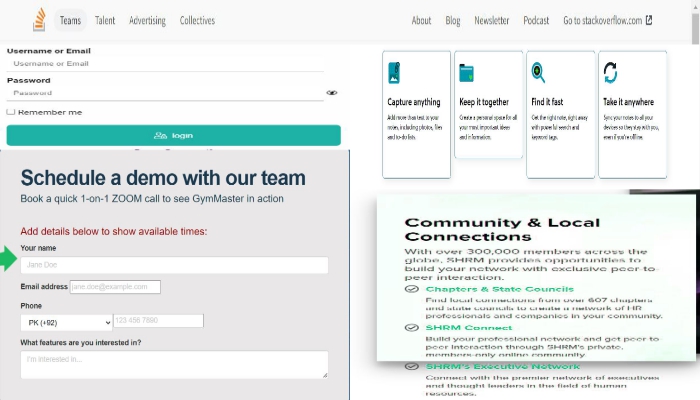 Teams Talent Advertising Collectives About Blog Newsletter Podcast Go to stackoverflow.com
Username or Email
Username or Email
Password
Password
Remember me
login
Schedule a demo with our team
Book a quick 1-on-1 ZOOM call to see GymMaster in action
Add details below to show available times:
Your name
Jane Doe
Email address jane.doe@example.com
Phone
PK (+92) 123 456 7890
What features are you interested in?
I'm interested in...
Capture anything
Add more than text to your
notes, including photos, files
and to-do lists.
Keep it together
Create a personal space for all
your most important ideas
and information.
Find it fast
Get the right note, right away
with powerful search and
keyword tags.
Take it anywhere
Sync your notes to all your
devices so they stay with you,
even if you're offline.
Community & Local
Connections
With over 300,000 members across the
globe, SHRM provides opportunities to
build your network with exclusive peer-to-
peer interaction.
Chapters & State Councils
Find local connections from over 607 chapters
and state councils to create a network of HR
professionals and companies in your community.
SHRM Connect
Build your professional network and get peer-to-
peer interaction through SHRM's private,
members-only online community.
SHRM's Executive Network
Connect with the premier network of executives
and thought leaders in the field of human
resources.